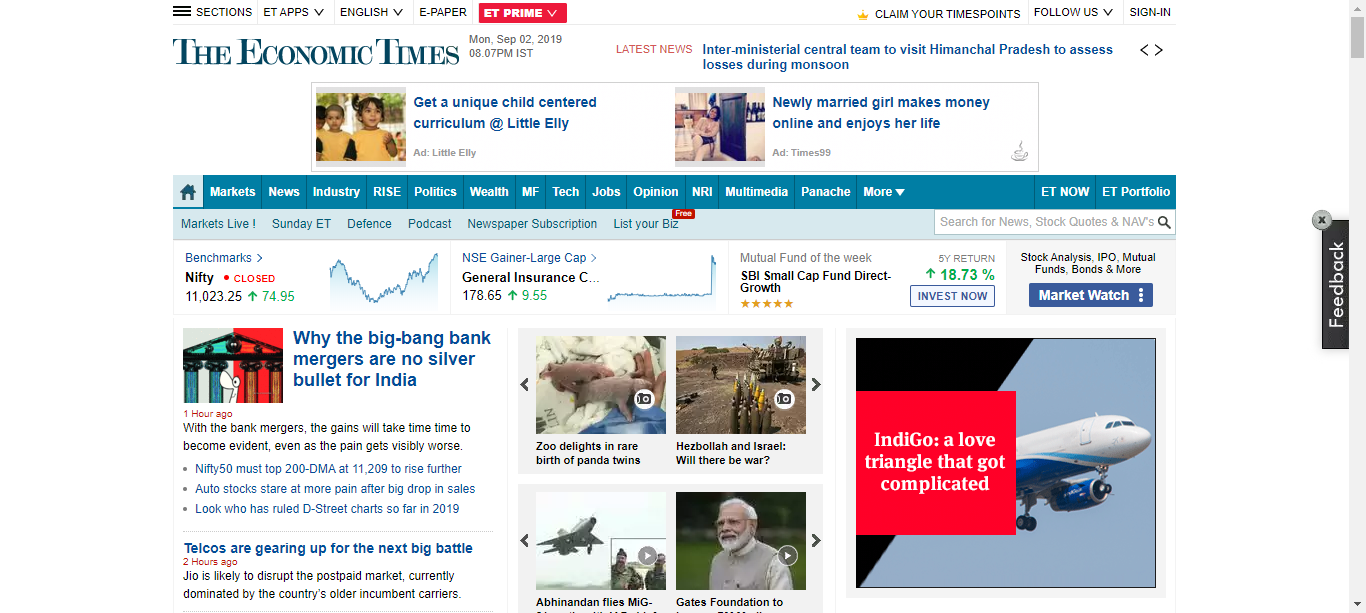 SECTIONS ET APPS ENGLISH E-PAPER ET PRIME CLAIM YOUR TIMESPOINTS FOLLOW US SIGN-IN
THE ECONOMIC TIMES
Mon, Sep 02, 2019
08.07PM IST
LATEST NEWS
Inter-ministerial central team to visit Himanchal Pradesh to assess
losses during monsoon
Get a unique child centered
curriculum @ Little Elly
Ad: Little Elly
Newly married girl makes money
online and enjoys her life
Ad: Times99
Markets News Industry RISE Politics Wealth MF Tech Jobs Opinion NRI Multimedia Panache More ET NOW ET Portfolio
Markets Live ! Sunday ET Defence Podcast Newspaper Subscription List your Biz Free
Search for News, Stock Quotes & NAV's
Benchmarks
Nifty CLOSED
11,023.25 74.95
NSE Gainer-Large Cap
General Insurance C...
178.65 9.55
Mutual Fund of the week
SBI Small Cap Fund Direct-
Growth
5Y RETURN
18.73 %
INVEST NOW
Stock Analysis, IPO, Mutual
Funds, Bonds & More
Market Watch
x
Feedback
Why the big-bang bank
mergers are no silver
bullet for India
1 Hour ago
With the bank mergers, the gains will take time time to
become evident, even as the pain gets visibly worse.
Nifty50 must top 200-DMA at 11,209 to rise further
Auto stocks stare at more pain after big drop in sales
Look who has ruled D-Street charts so far in 2019
Telcos are gearing up for the next big battle
2 Hours ago
Jio is likely to disrupt the postpaid market, currently
dominated by the country's older incumbent carriers.
Zoo delights in rare
birth of panda twins
Hezbollah and Israel:
Will there be war?
Abhinandan flies MiG-
Gates Foundation to
IndiGo: a love
triangle that got
complicated